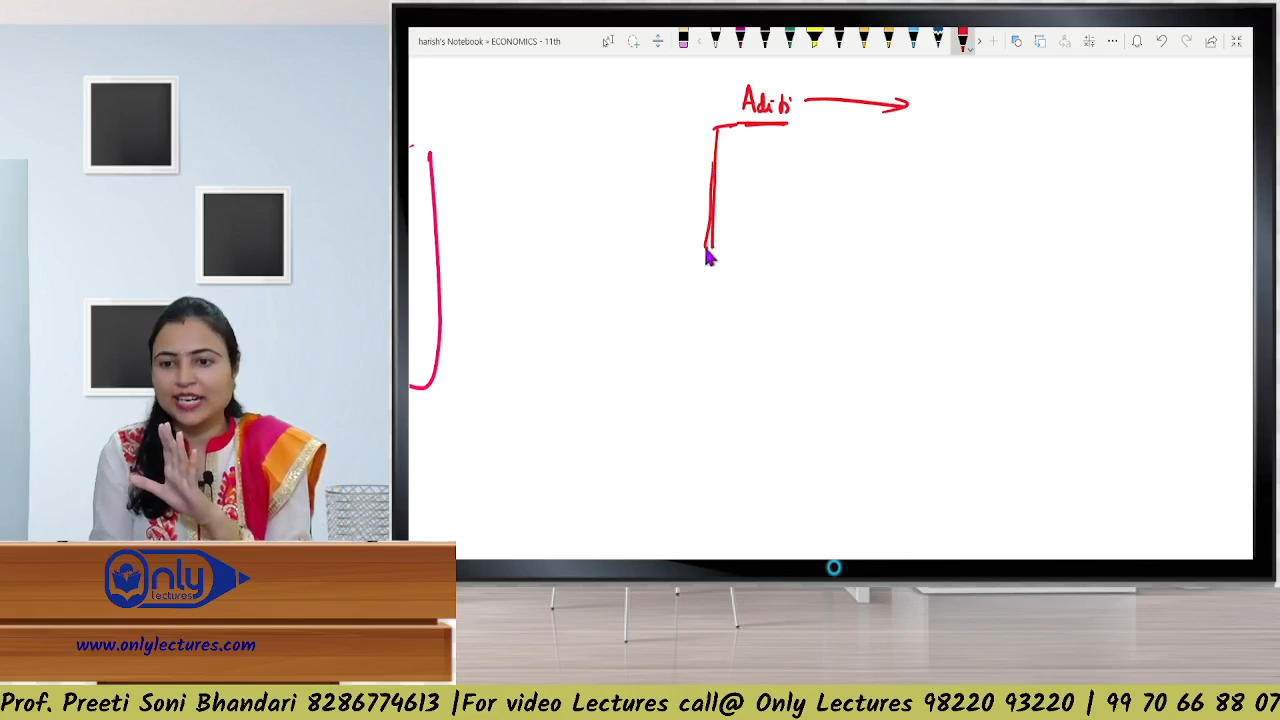 harish's Notebook » ECONOMICS - 11th
Aditi
Only
lectures
www.onlylectures.com
Prof. Preeti Soni Bhandari 8286774613 |For video Lectures call@ Only Lectures 98220 93220 | 99 70 66 88 07